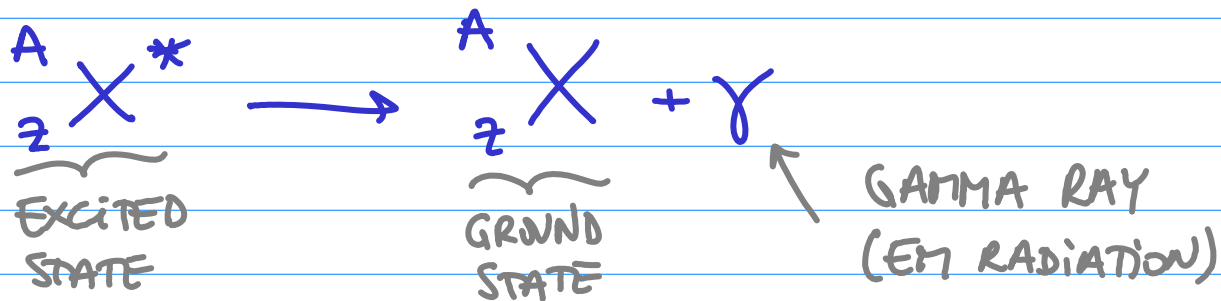 A
Z X* → A
Z X + γ
EXCITED
STATE
GROUND
STATE
GAMMA RAY
(EM RADIATION)